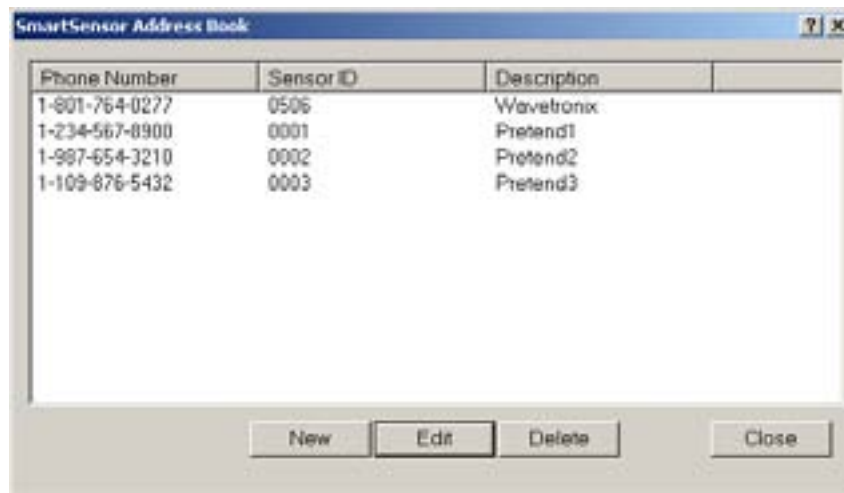 SmartSensor Address Book
Phone Number Sensor ID Description
1-801-764-0277 0506 Wavetronix
1-234-567-8900 0001 Pretend1
1-987-654-3210 0002 Pretend2
1-109-876-5432 0003 Pretend3
New Edit Delete Close